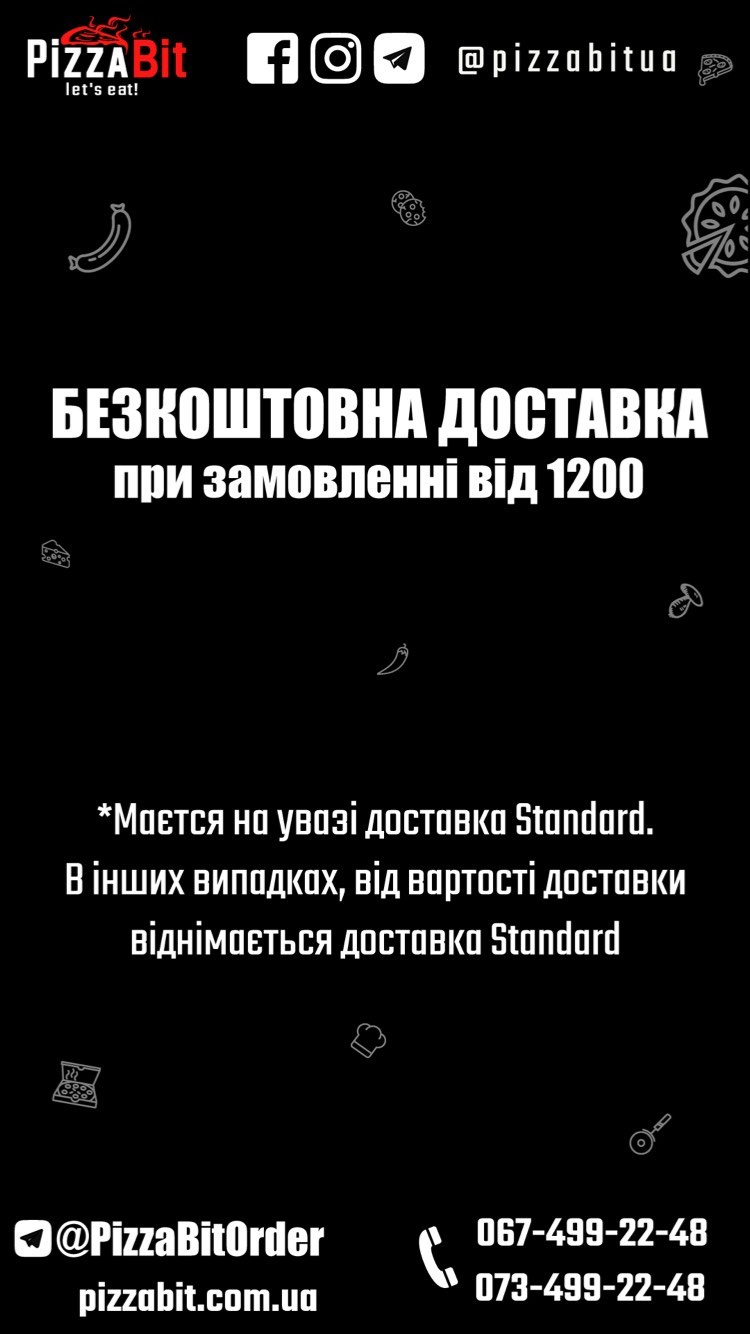 PizzaBit
let's eat!
@pizzabitua
БЕЗКОШТОВНА ДОСТАВКА
при замовленні від 1200
*Маєтся на увазі доставка Standard.
В інших випадках, від вартості доставки
віднімається доставка Standard
@PizzaBitOrder
pizzabit.com.ua
067-499-22-48
073-499-22-48